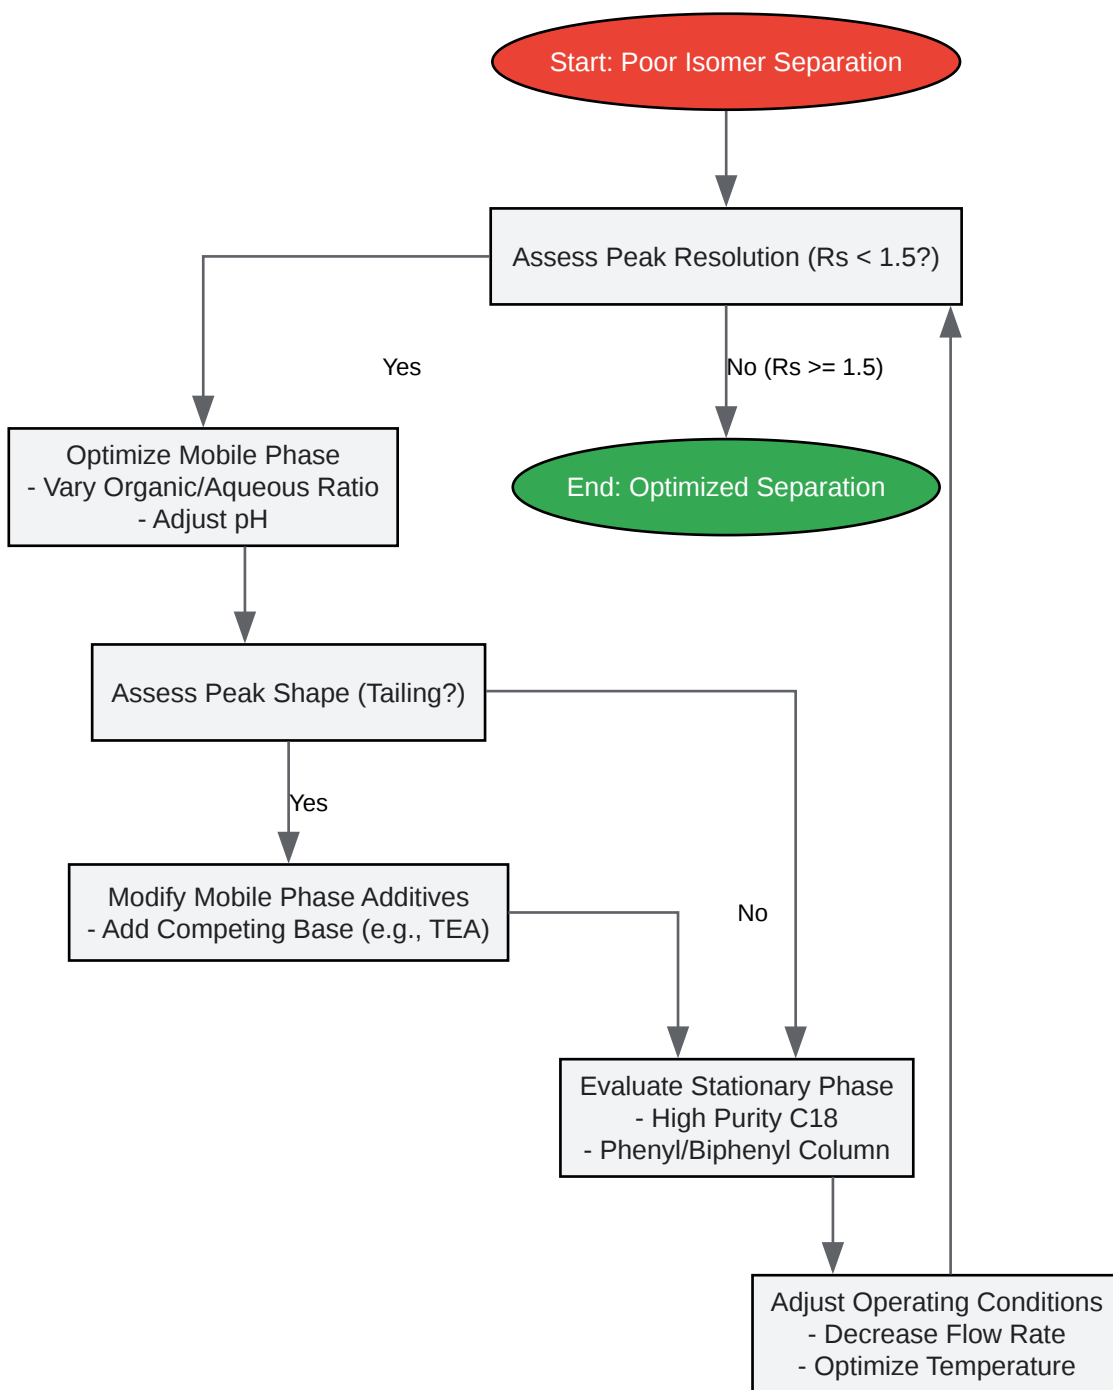 Start: Poor Isomer Separation
Assess Peak Resolution (Rs < 1.5?)
Yes
No (Rs >= 1.5)
Optimize Mobile Phase
- Vary Organic/Aqueous Ratio
- Adjust pH
End: Optimized Separation
Assess Peak Shape (Tailing?)
Yes
Modify Mobile Phase Additives
- Add Competing Base (e.g., TEA)
No
Evaluate Stationary Phase
- High Purity C18
- Phenyl/Biphenyl Column
Adjust Operating Conditions
- Decrease Flow Rate
- Optimize Temperature